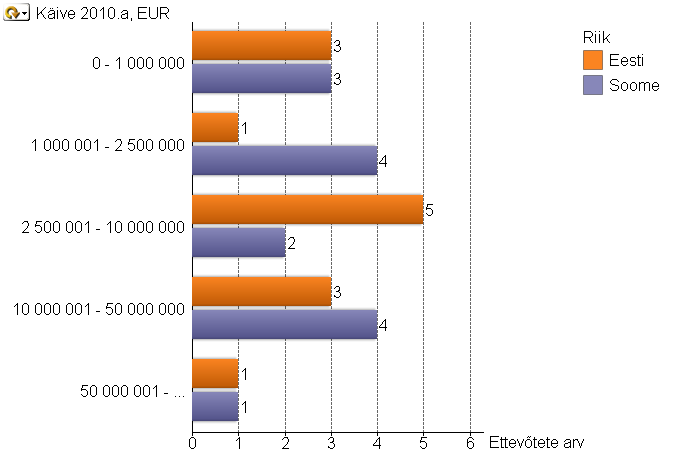 Käive 2010.a, EUR
Riik
Eesti
Soome
0 - 1 000 000
3
3
1 000 001 - 2 500 000
1
4
2 500 001 - 10 000 000
5
2
10 000 001 - 50 000 000
3
4
50 000 001 - ...
1
1
0 1 2 3 4 5 6 Ettevõtete arv